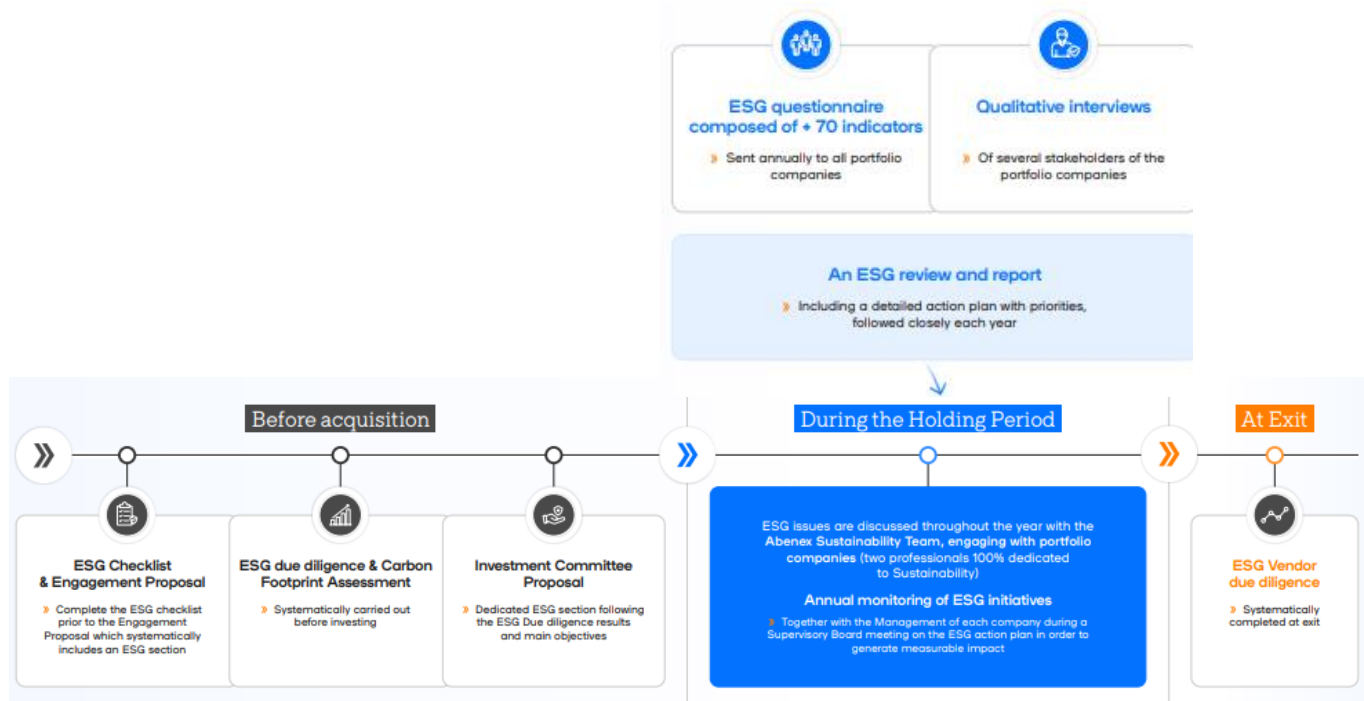 ESG questionnaire
composed of + 70 indicators
» Sent annually to all portfolio
companies
Qualitative interviews
» Of several stakeholders of the
portfolio companies
An ESG review and report
» Including a detailed action plan with priorities,
followed closely each year
Before acquisition
During the Holding Period
At Exit
ESG Checklist
& Engagement Proposal
» Complete the ESG checklist
prior to the Engagement
Proposal which systematically
includes an ESG section
ESG due diligence & Carbon
Footprint Assessment
» Systematically carried out
before investing
Investment Committee
Proposal
» Dedicated ESG section following
the ESG Due diligence results
and main objectives
ESG issues are discussed throughout the year with the
Abenex Sustainability Team, engaging with portfolio
companies (two professionals 100% dedicated
to Sustainability)
Annual monitoring of ESG initiatives
» Together with the Management of each company during a
Supervisory Board meeting on the ESG action plan in order to
generate measurable impact
ESG Vendor
due diligence
» Systematically
completed at exit